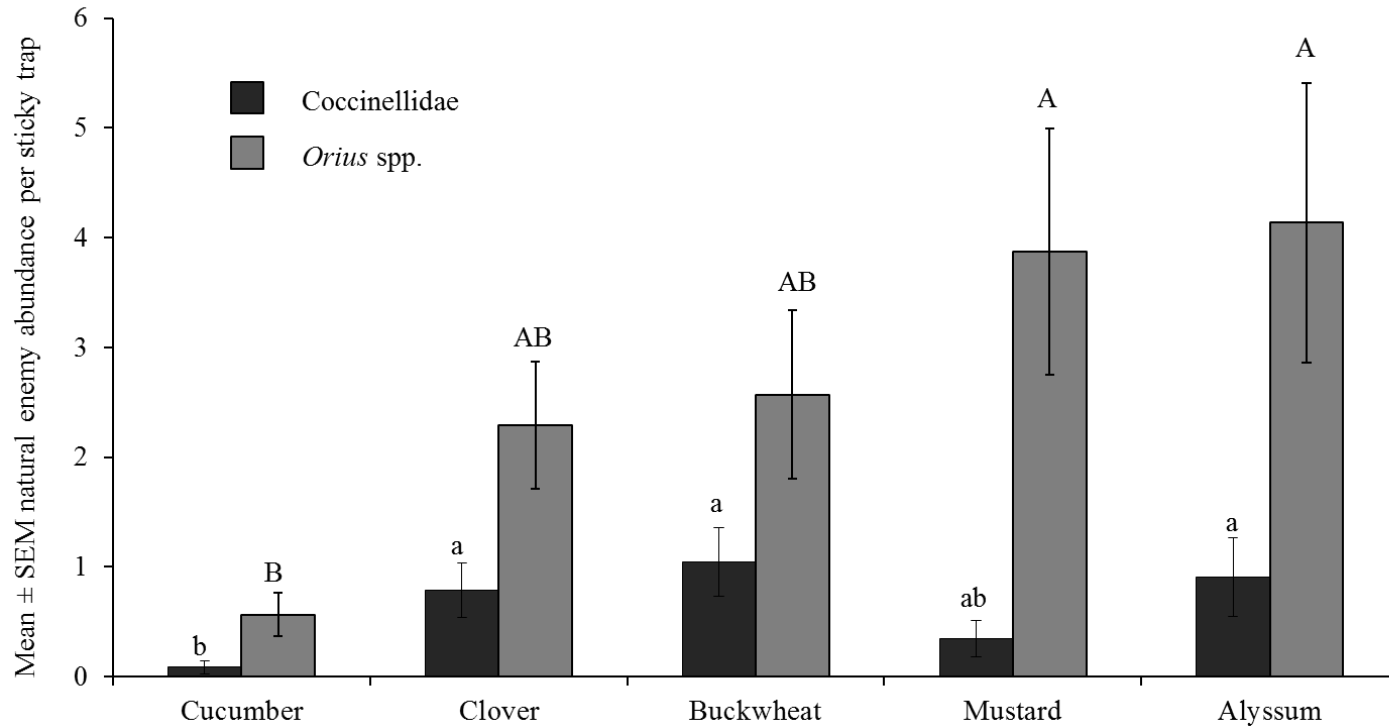 Mean ± SEM natural enemy abundance per sticky trap
6
5
4
3
2
1
0
Coccinellidae
Orius spp.
b
B
a
AB
a
AB
ab
A
a
A
Cucumber
Clover
Buckwheat
Mustard
Alyssum